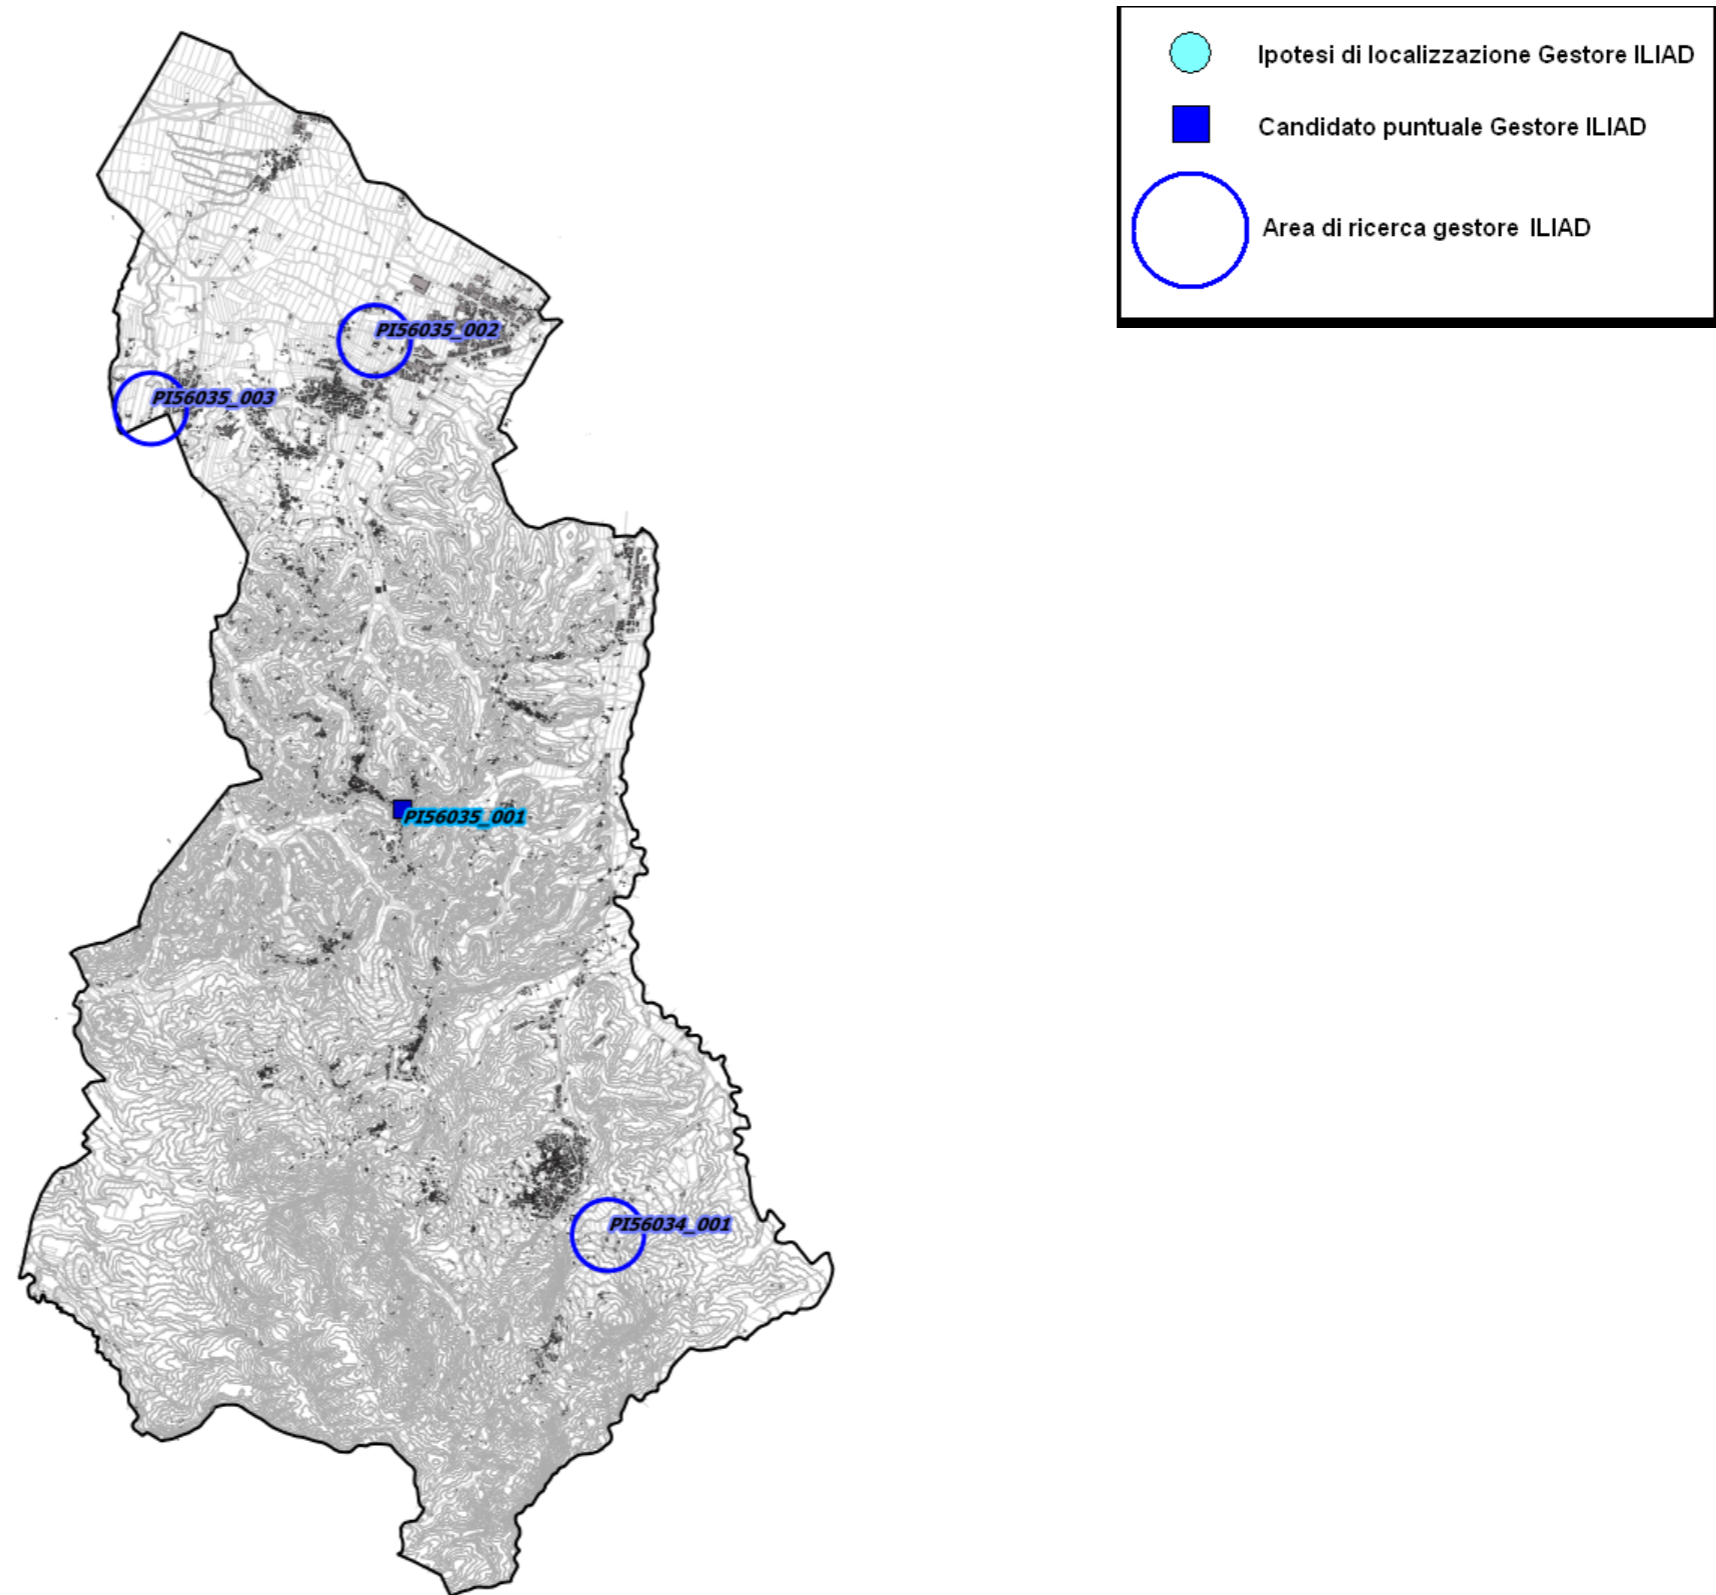 Ipotesi di localizzazione Gestore ILIAD
Candidato puntuale Gestore ILIAD
Area di ricerca gestore ILIAD
PI56035_002
PI56035_003
PI56035_001
PI56034_001